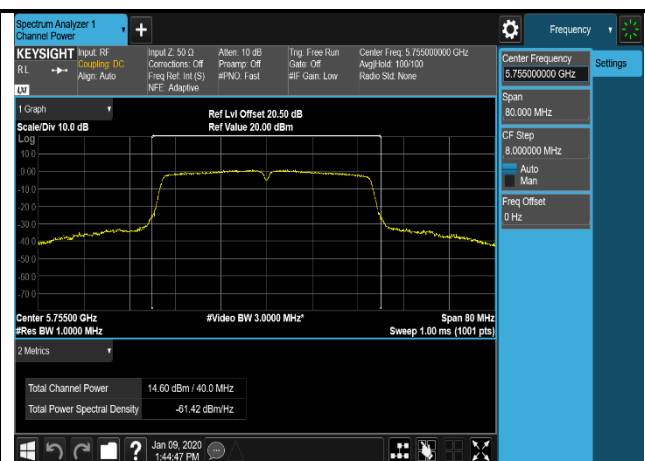 Spectrum Analyzer 1
Channel Power
+
Frequency
KEYSIGHT
RL
LXI
Input: RF
Coupling: DC
Align: Auto
Input Z: 50 Ω
Corrections: Off
Freq Ref: Int (S)
NFE: Adaptive
Atten: 10 dB
Preamp: Off
#PNO: Fast
Trig: Free Run
Gate: Off
#IF Gain: Low
Center Freq: 5.755000000 GHz
Avg|Hold: 100/100
Radio Std: None
Center Frequency
5.755000000 GHz
Settings
Span
80.000 MHz
CF Step
8.000000 MHz
Auto
Man
Freq Offset
0 Hz
1 Graph
Scale/Div 10.0 dB
Ref Lvl Offset 20.50 dB
Ref Value 20.00 dBm
Log
10.0
0.00
-10.0
-20.0
-30.0
-40.0
-50.0
-60.0
-70.0
Center 5.75500 GHz
#Res BW 1.0000 MHz
#Video BW 3.0000 MHz*
Span 80 MHz
Sweep 1.00 ms (1001 pts)
2 Metrics
Total Channel Power 14.60 dBm / 40.0 MHz
Total Power Spectral Density -61.42 dBm/Hz
?
Jan 09, 2020
1:44:47 PM